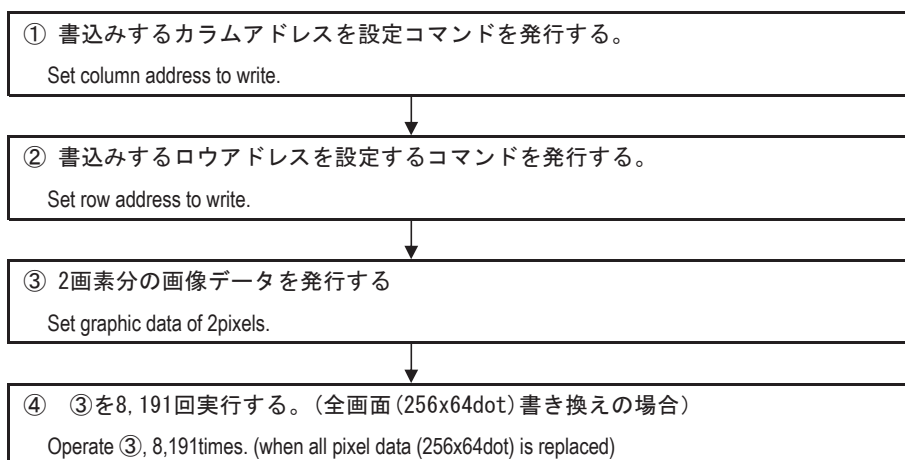 ① 書込みするカラムアドレスを設定コマンドを発行する。
Set column address to write.
② 書込みするロウアドレスを設定するコマンドを発行する。
Set row address to write.
③ 2画素分の画像データを発行する
Set graphic data of 2pixels.
④ ③を8,191回実行する。(全画面(256x64dot)書き換えの場合)
Operate ③, 8,191times. (when all pixel data (256x64dot) is replaced)